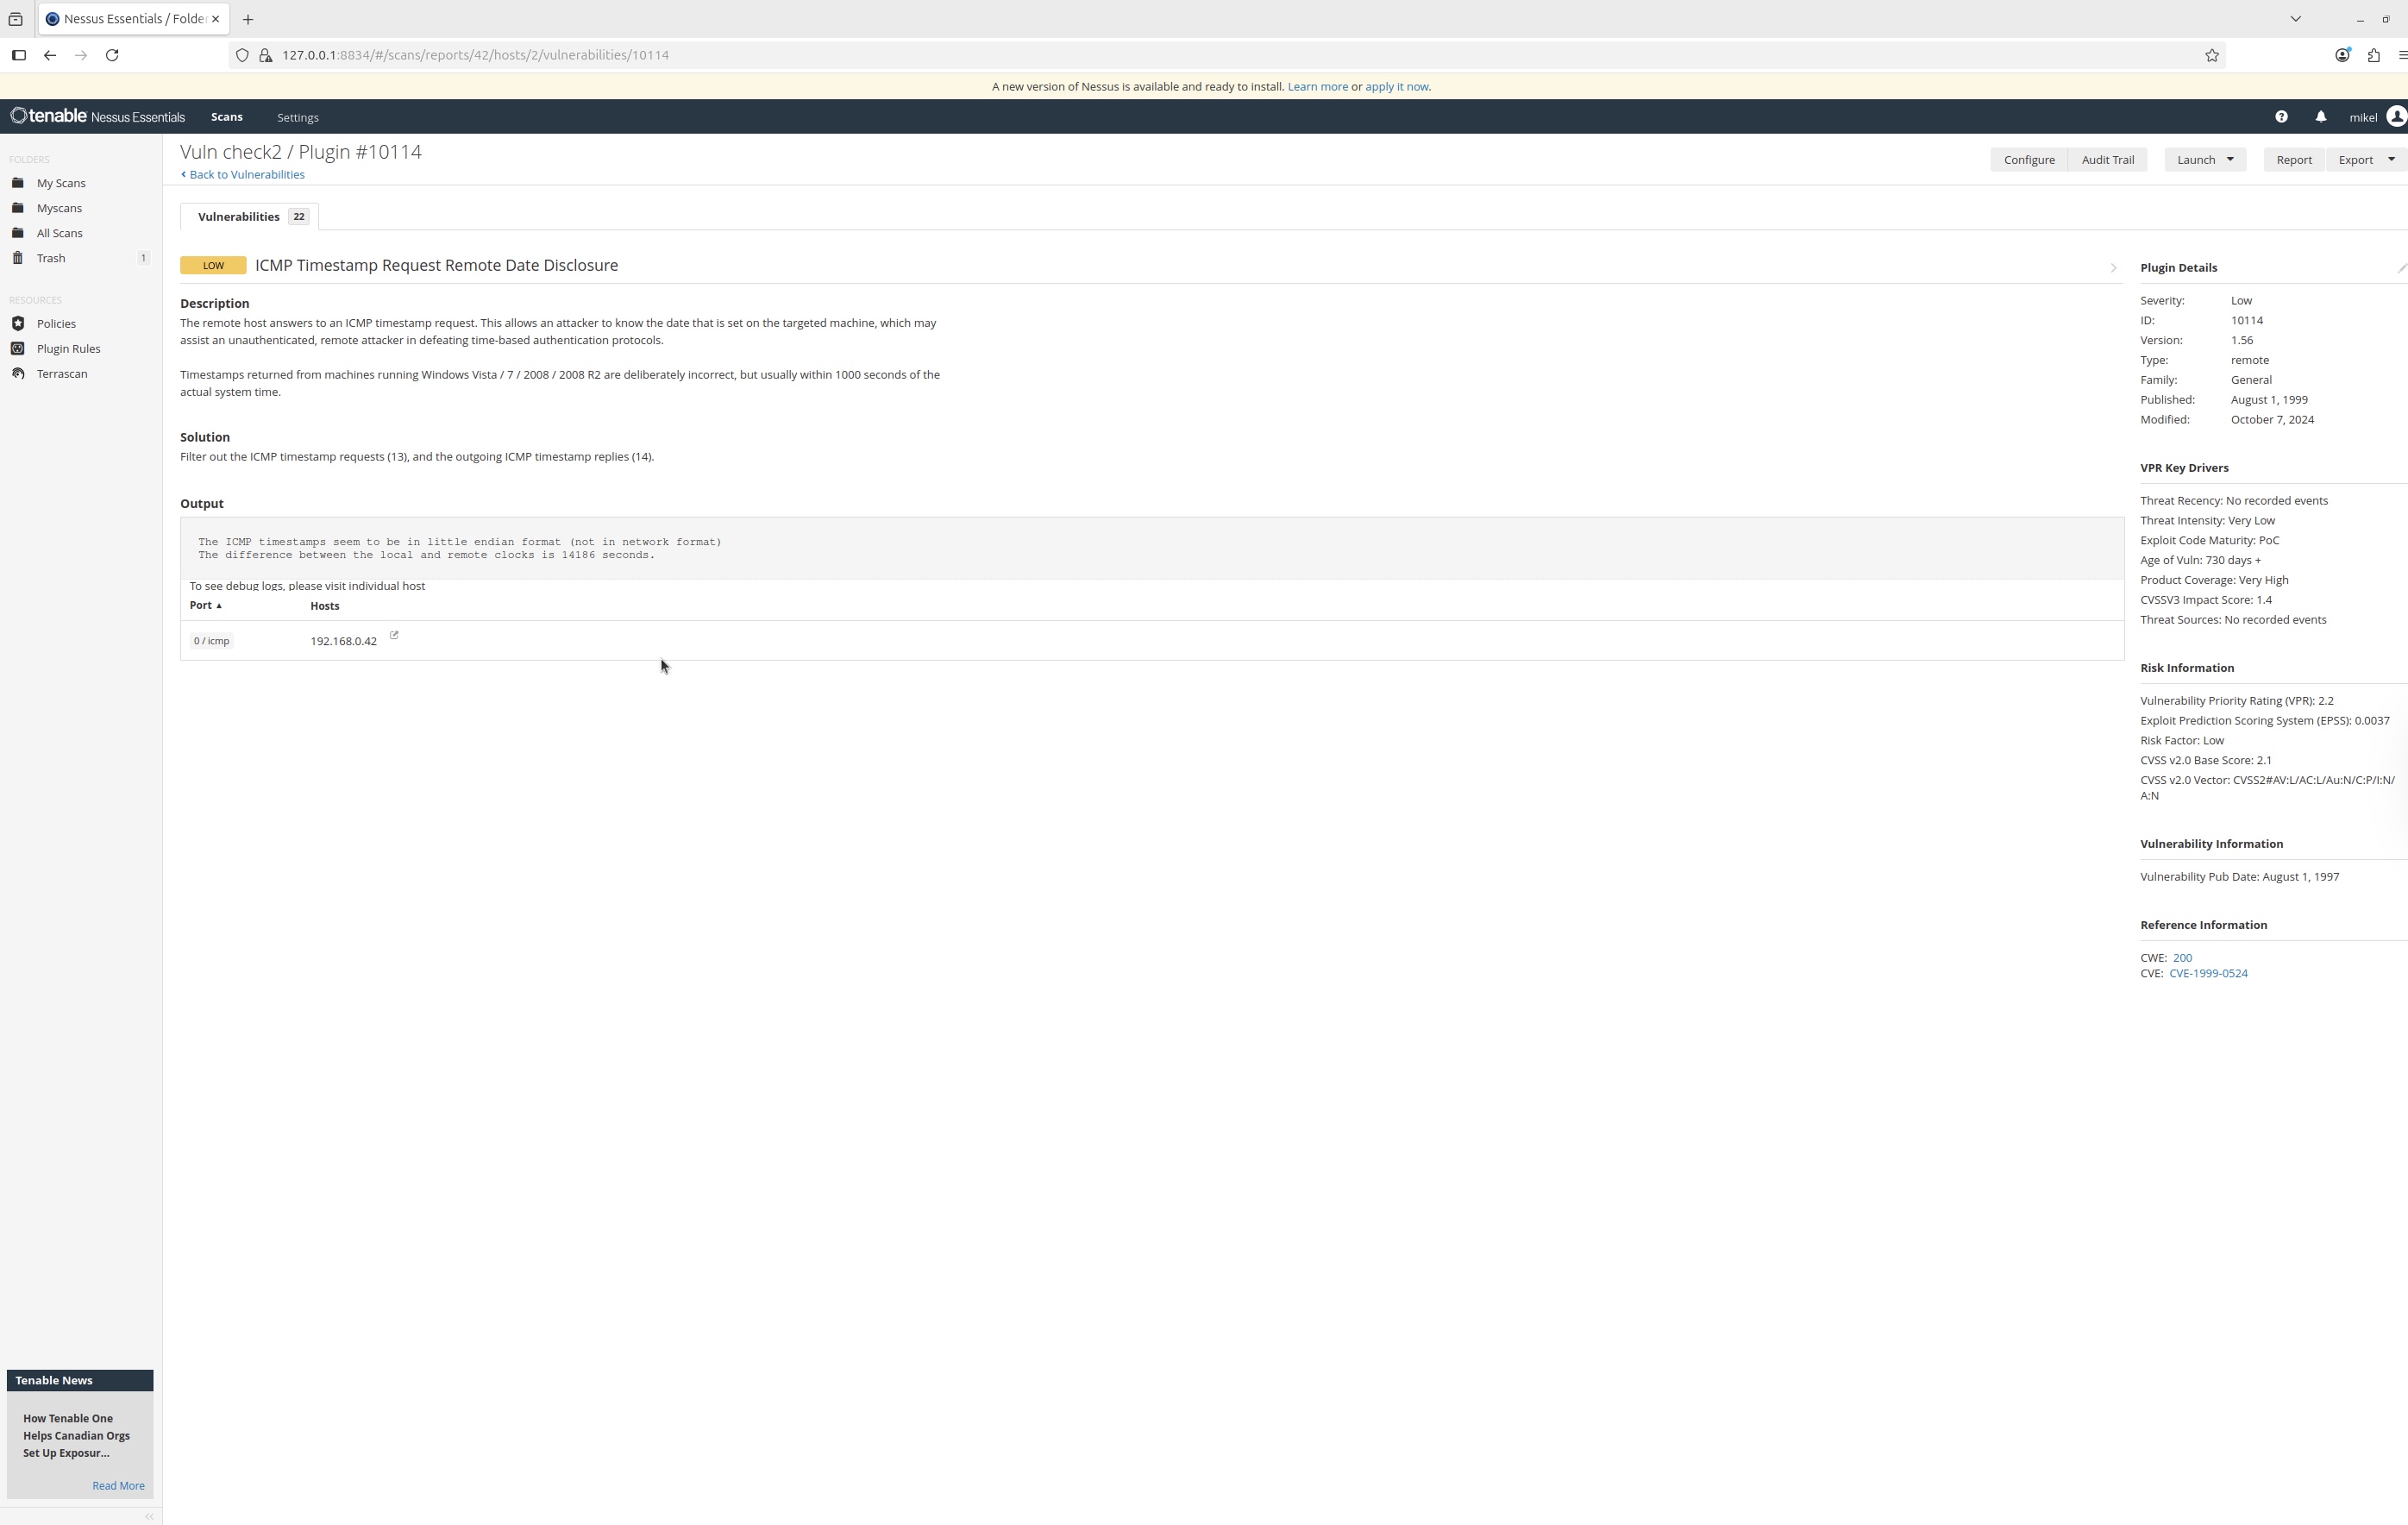 Nessus Essentials / Folder
127.0.0.1:8834/#/scans/reports/42/hosts/2/vulnerabilities/10114
A new version of Nessus is available and ready to install. Learn more or apply it now.
tenable Nessus Essentials Scans Settings mikel
FOLDERS
My Scans
Myscans
All Scans
Trash 1
RESOURCES
Policies
Plugin Rules
Terrascan
Vuln check2 / Plugin #10114
Back to Vulnerabilities
Configure Audit Trail Launch Report Export
Vulnerabilities 22
LOW ICMP Timestamp Request Remote Date Disclosure
Description
The remote host answers to an ICMP timestamp request. This allows an attacker to know the date that is set on the targeted machine, which may
assist an unauthenticated, remote attacker in defeating time-based authentication protocols.
Timestamps returned from machines running Windows Vista / 7 / 2008 / 2008 R2 are deliberately incorrect, but usually within 1000 seconds of the
actual system time.
Solution
Filter out the ICMP timestamp requests (13), and the outgoing ICMP timestamp replies (14).
Output
The ICMP timestamps seem to be in little endian format (not in network format)
The difference between the local and remote clocks is 14186 seconds.
To see debug logs, please visit individual host
Port ▲ Hosts
0 / icmp 192.168.0.42
Plugin Details
Severity: Low
ID: 10114
Version: 1.56
Type: remote
Family: General
Published: August 1, 1999
Modified: October 7, 2024
VPR Key Drivers
Threat Recency: No recorded events
Threat Intensity: Very Low
Exploit Code Maturity: PoC
Age of Vuln: 730 days +
Product Coverage: Very High
CVSSV3 Impact Score: 1.4
Threat Sources: No recorded events
Risk Information
Vulnerability Priority Rating (VPR): 2.2
Exploit Prediction Scoring System (EPSS): 0.0037
Risk Factor: Low
CVSS v2.0 Base Score: 2.1
CVSS v2.0 Vector: CVSS2#AV:L/AC:L/Au:N/C:P/I:N/
A:N
Vulnerability Information
Vulnerability Pub Date: August 1, 1997
Reference Information
CWE: 200
CVE: CVE-1999-0524
Tenable News
How Tenable One
Helps Canadian Orgs
Set Up Exposur...
Read More